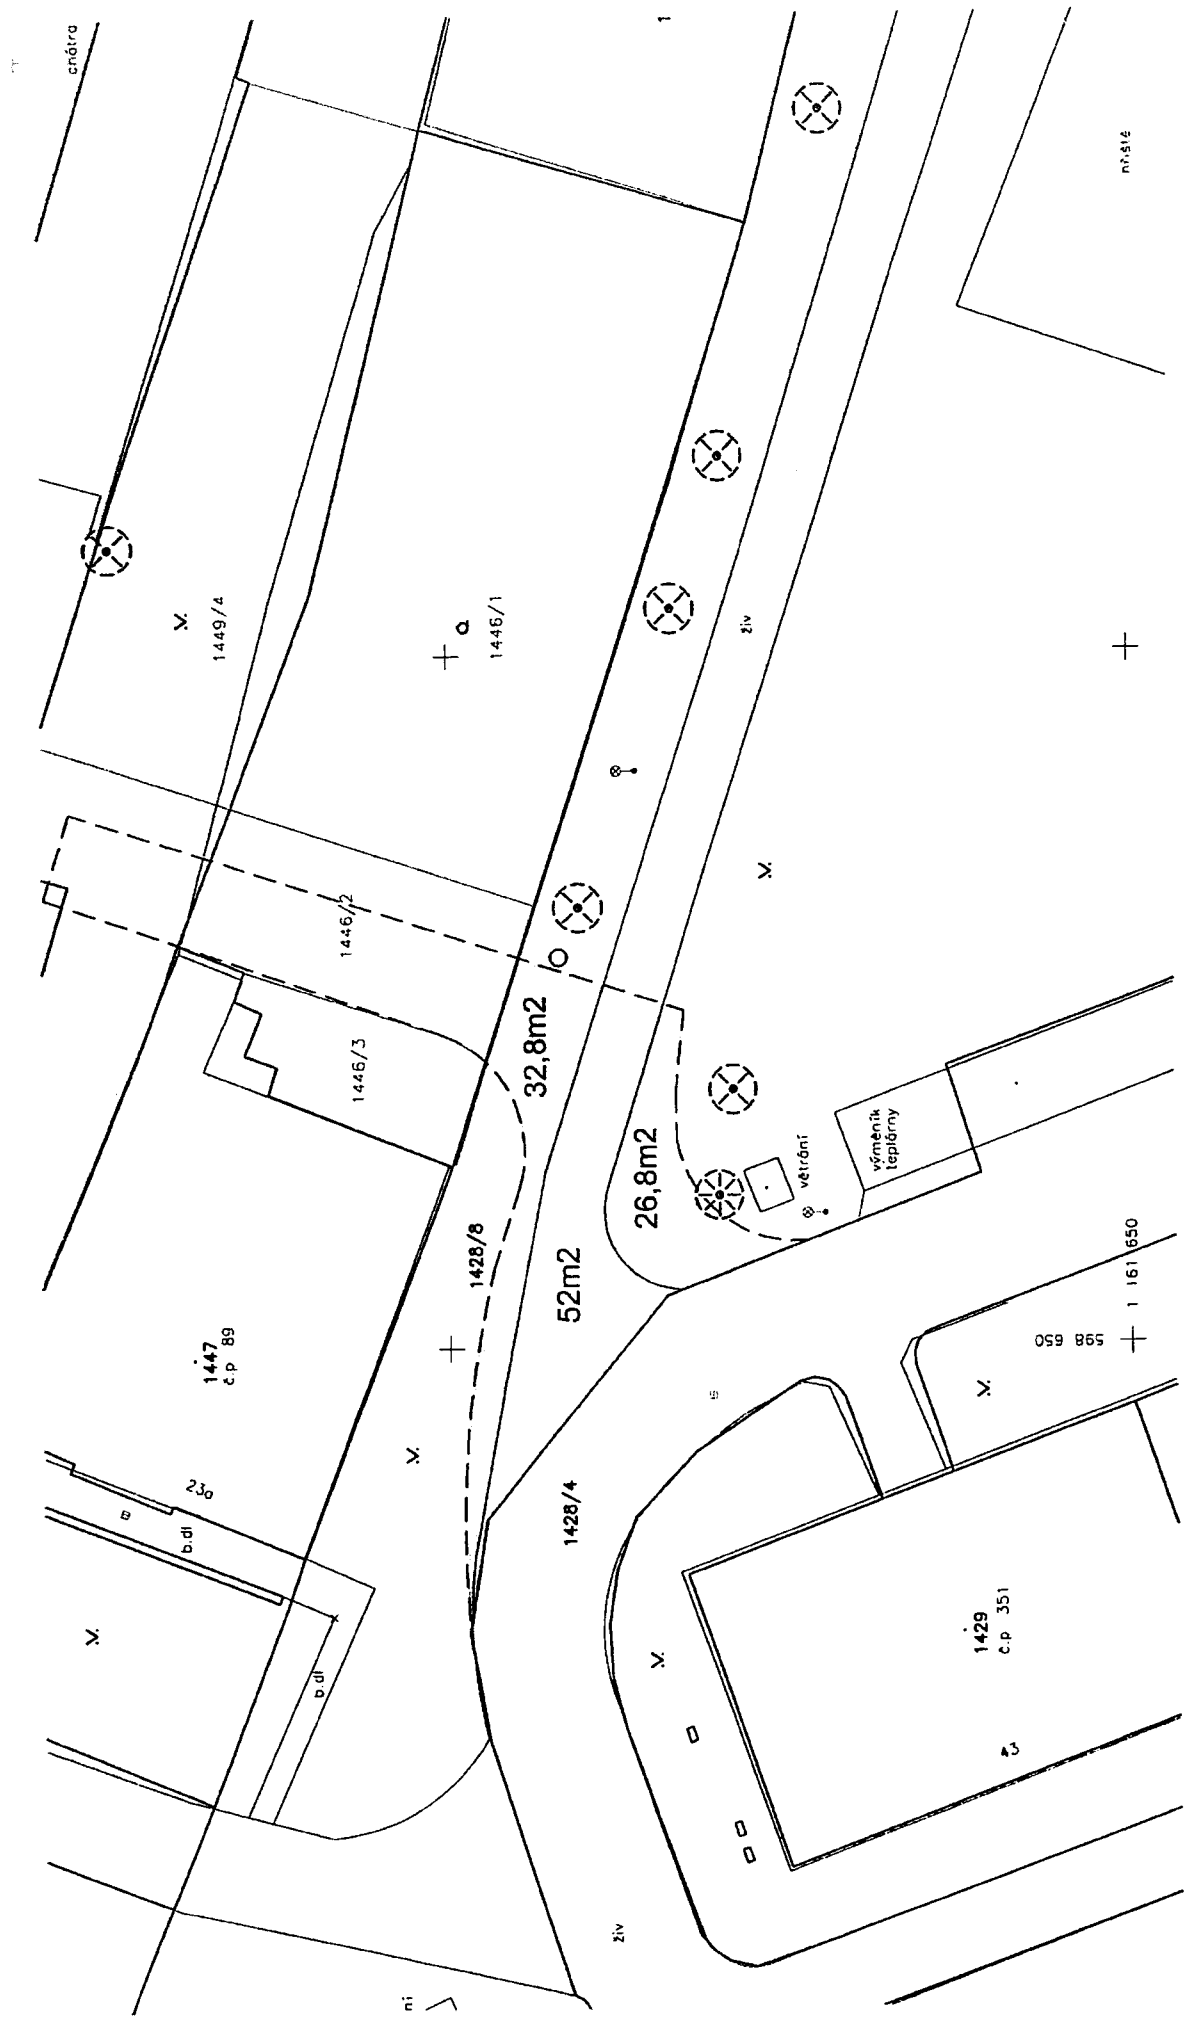 chátra
1
1449/4
a
1446/1
živ
1446/2
1446/3
32,8m2
26,8m2
52m2
větrání
výměník
teplárny
1428/8
1447
č.p 89
23a
b.dl
b.dl
1428/4
598 650
1 161 650
1429
č.p 351
43
živ